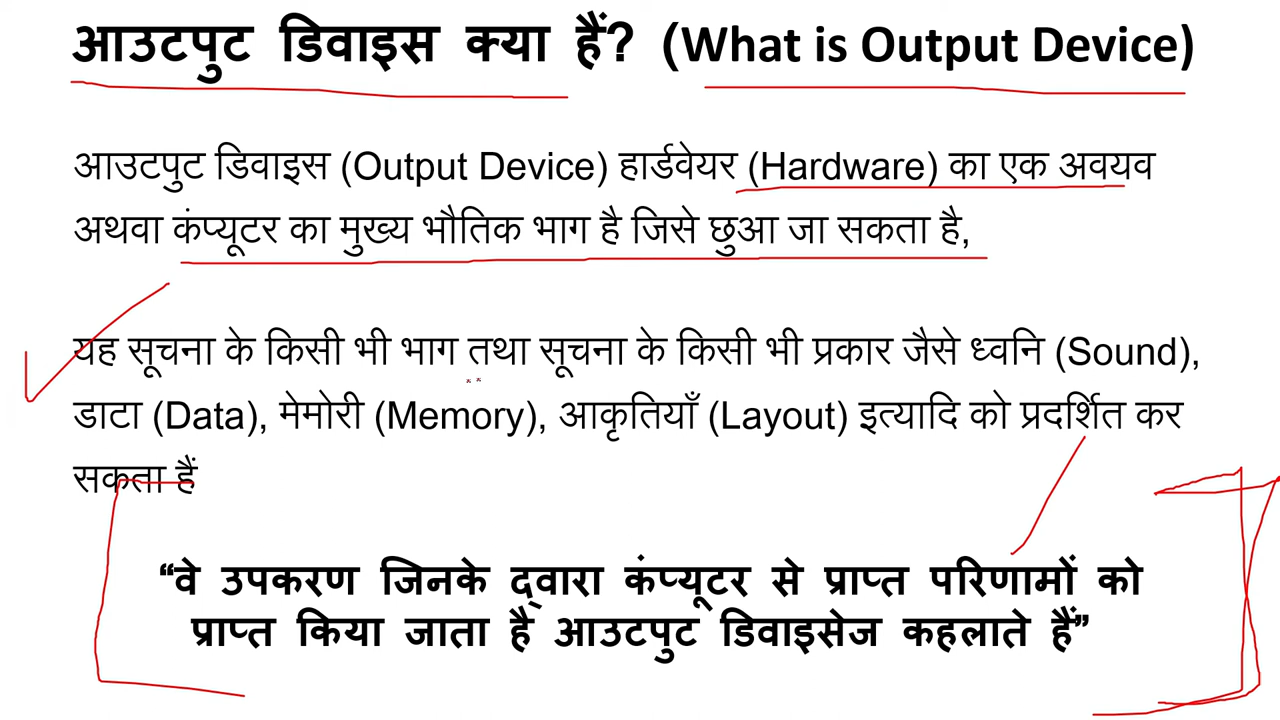 आउटपुट डिवाइस क्या हैं? (What is Output Device)
आउटपुट डिवाइस (Output Device) हार्डवेयर (Hardware) का एक अवयव
अथवा कंप्यूटर का मुख्य भौतिक भाग है जिसे छुआ जा सकता है,
यह सूचना के किसी भी भाग तथा सूचना के किसी भी प्रकार जैसे ध्वनि (Sound),
डाटा (Data), मेमोरी (Memory), आकृतियाँ (Layout) इत्यादि को प्रदर्शित कर
सकता हैं
“वे उपकरण जिनके द्वारा कंप्यूटर से प्राप्त परिणामों को
प्राप्त किया जाता है आउटपुट डिवाइसेज कहलाते हैं”